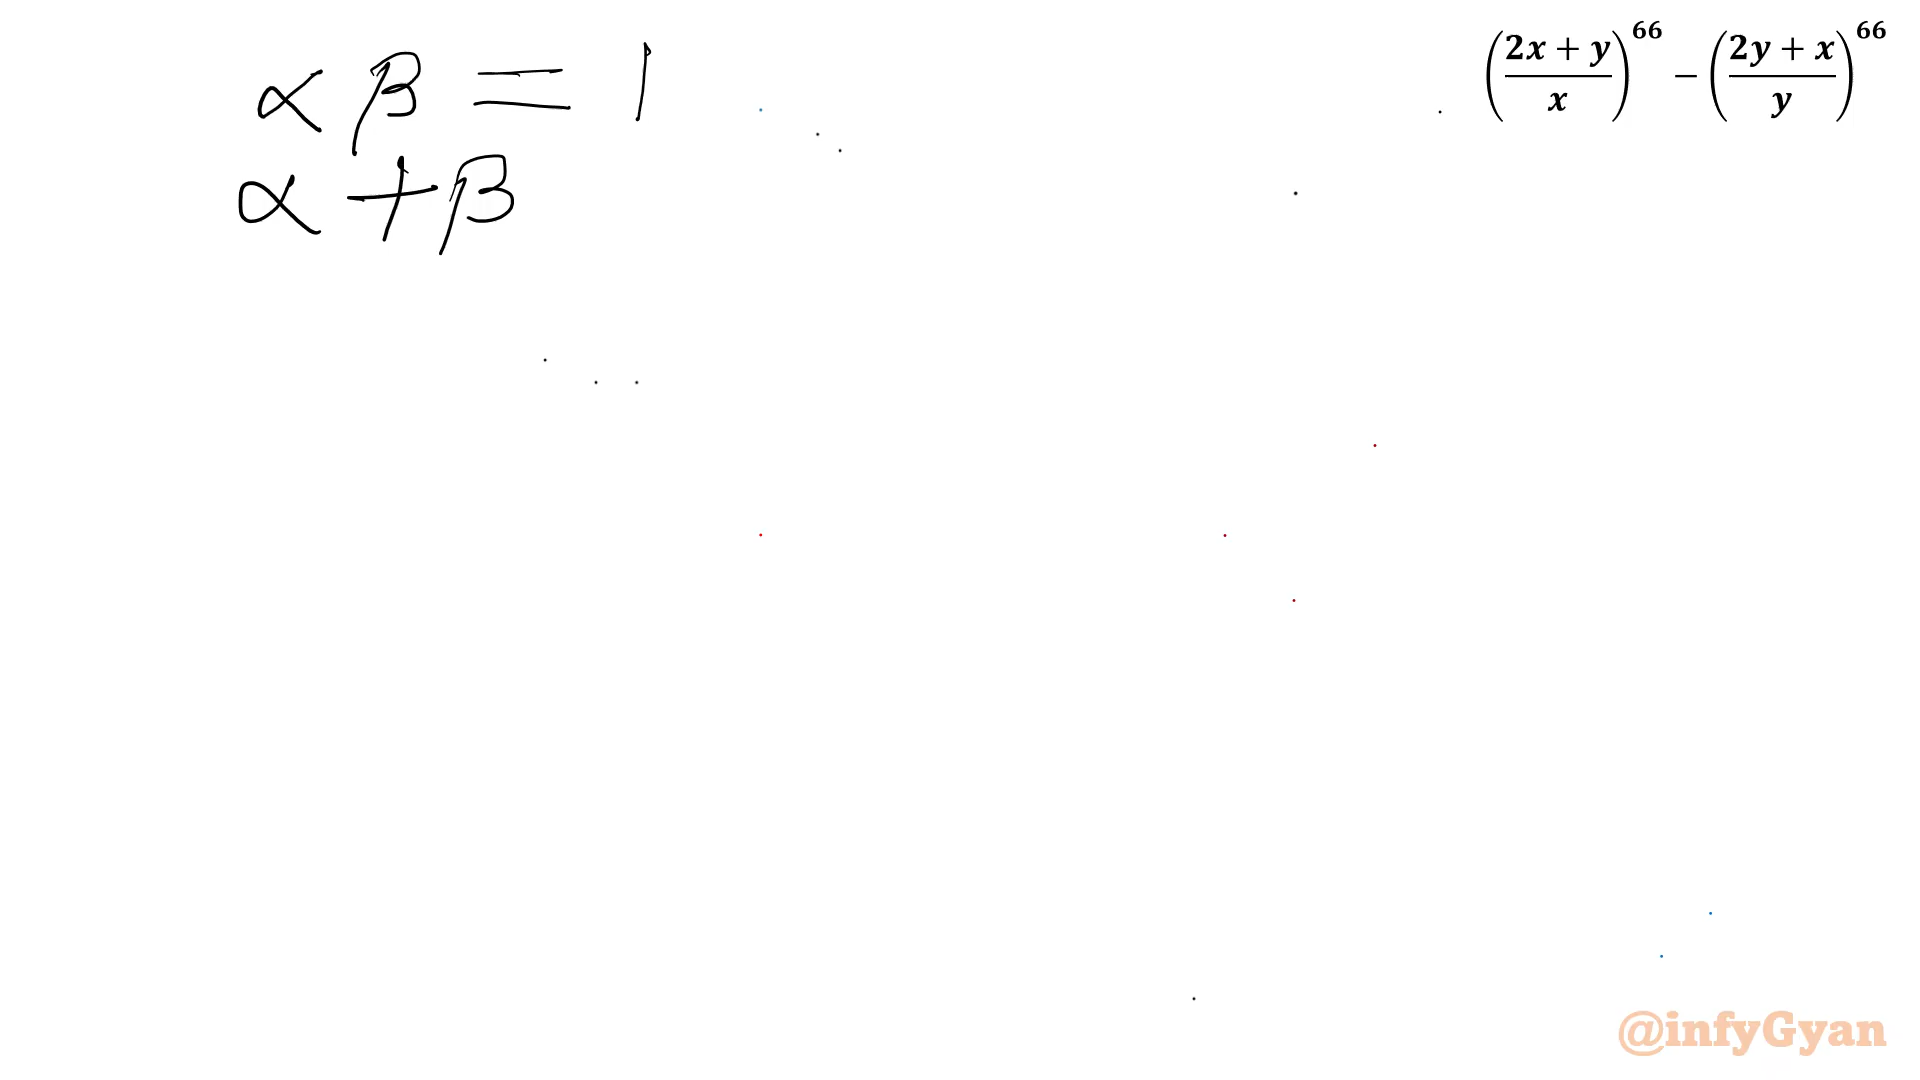 αβ = 1
α + β
((2x + y)/x)^66 − ((2y + x)/y)^66
@infyGyan